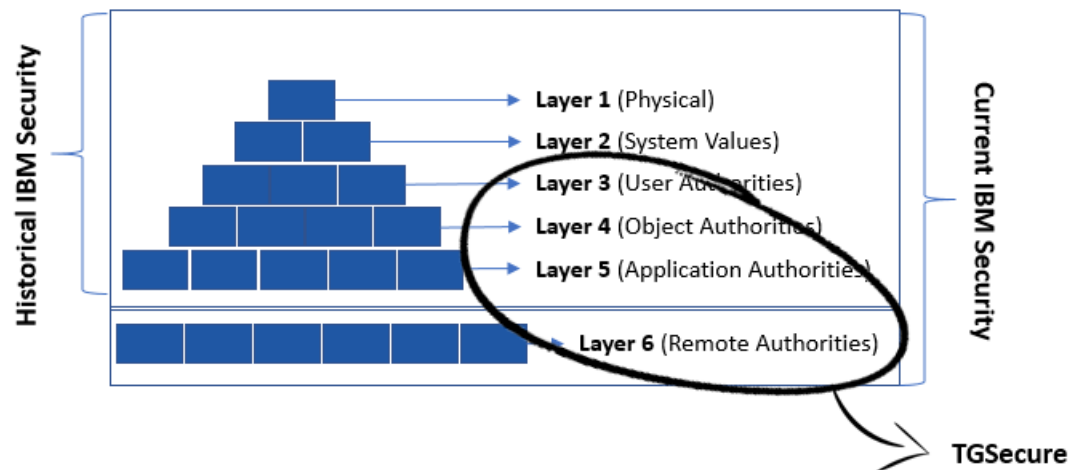 Historical IBM Security
Layer 1 (Physical)
Layer 2 (System Values)
Layer 3 (User Authorities)
Layer 4 (Object Authorities)
Layer 5 (Application Authorities)
Layer 6 (Remote Authorities)
Current IBM Security
TGSecure